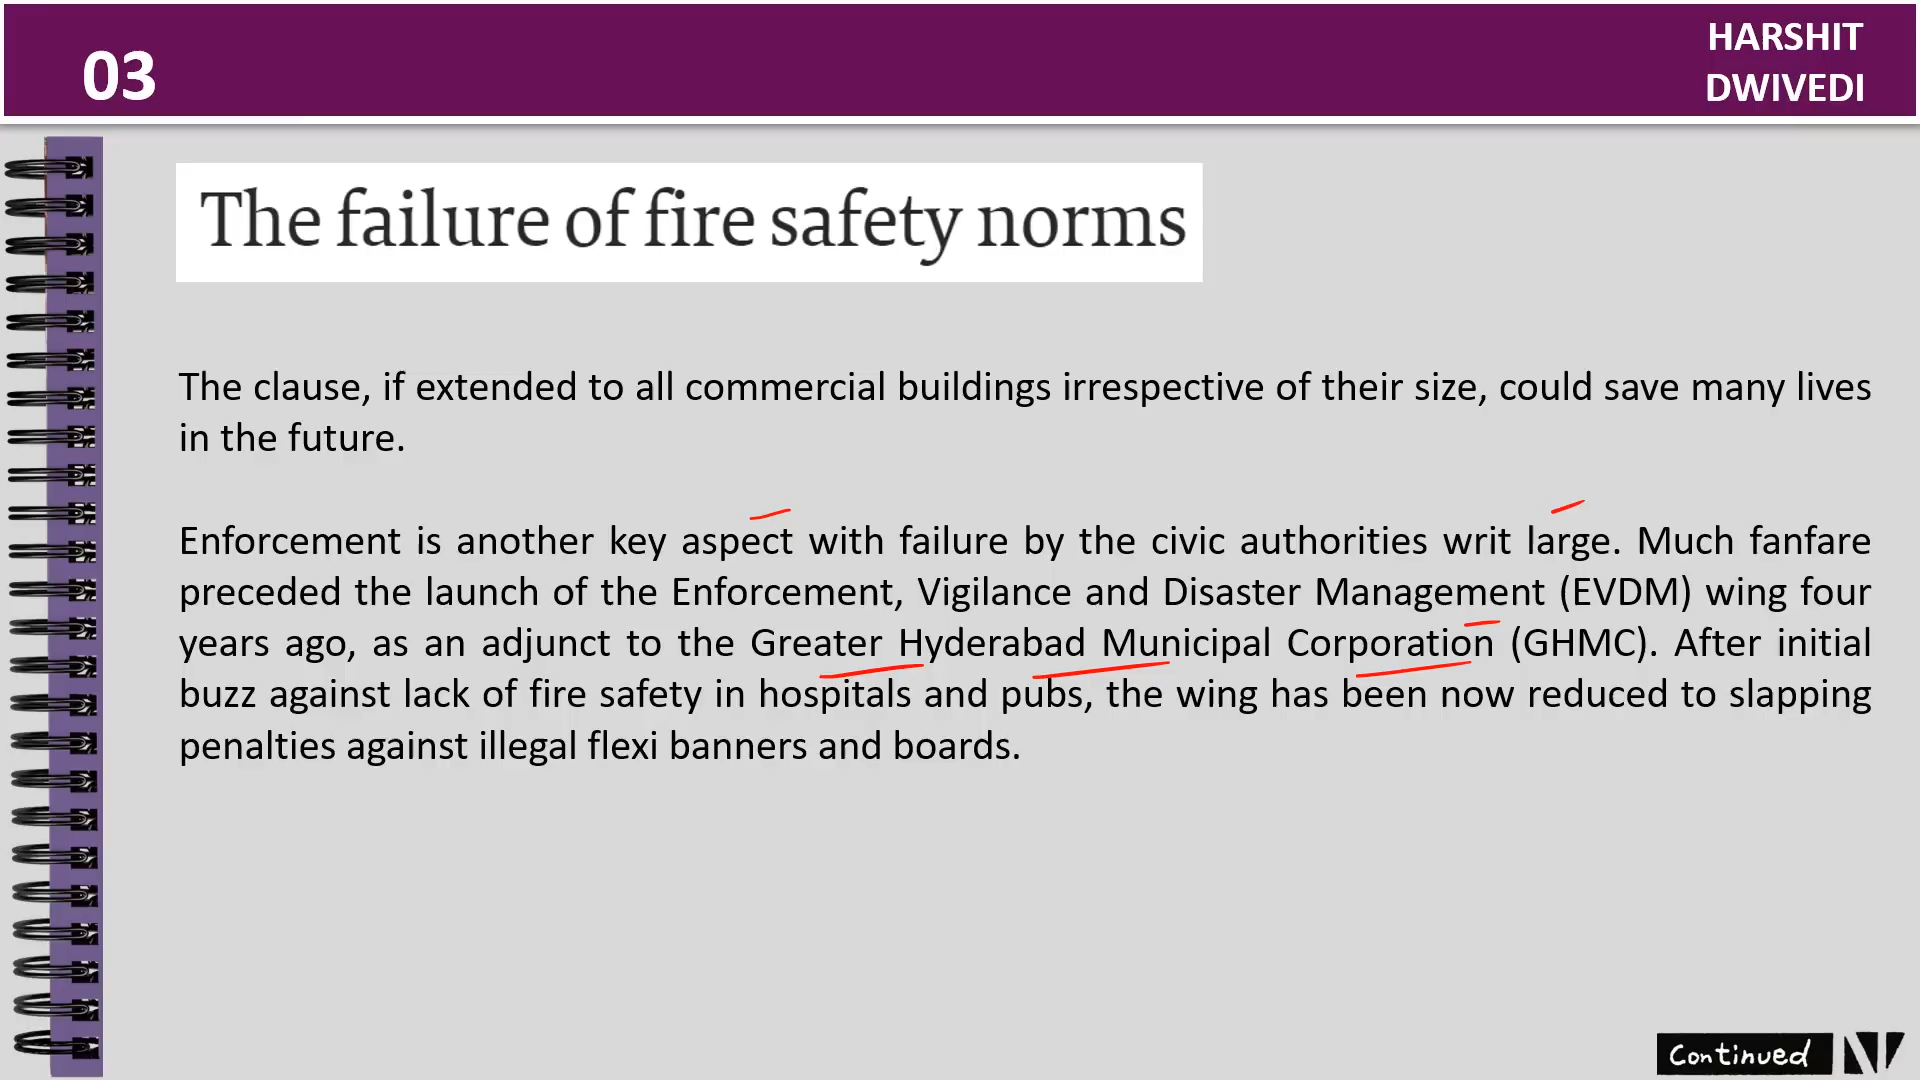 03
HARSHIT
DWIVEDI
The failure of fire safety norms
The clause, if extended to all commercial buildings irrespective of their size, could save many lives
in the future.
Enforcement is another key aspect with failure by the civic authorities writ large. Much fanfare
preceded the launch of the Enforcement, Vigilance and Disaster Management (EVDM) wing four
years ago, as an adjunct to the Greater Hyderabad Municipal Corporation (GHMC). After initial
buzz against lack of fire safety in hospitals and pubs, the wing has been now reduced to slapping
penalties against illegal flexi banners and boards.
Continued